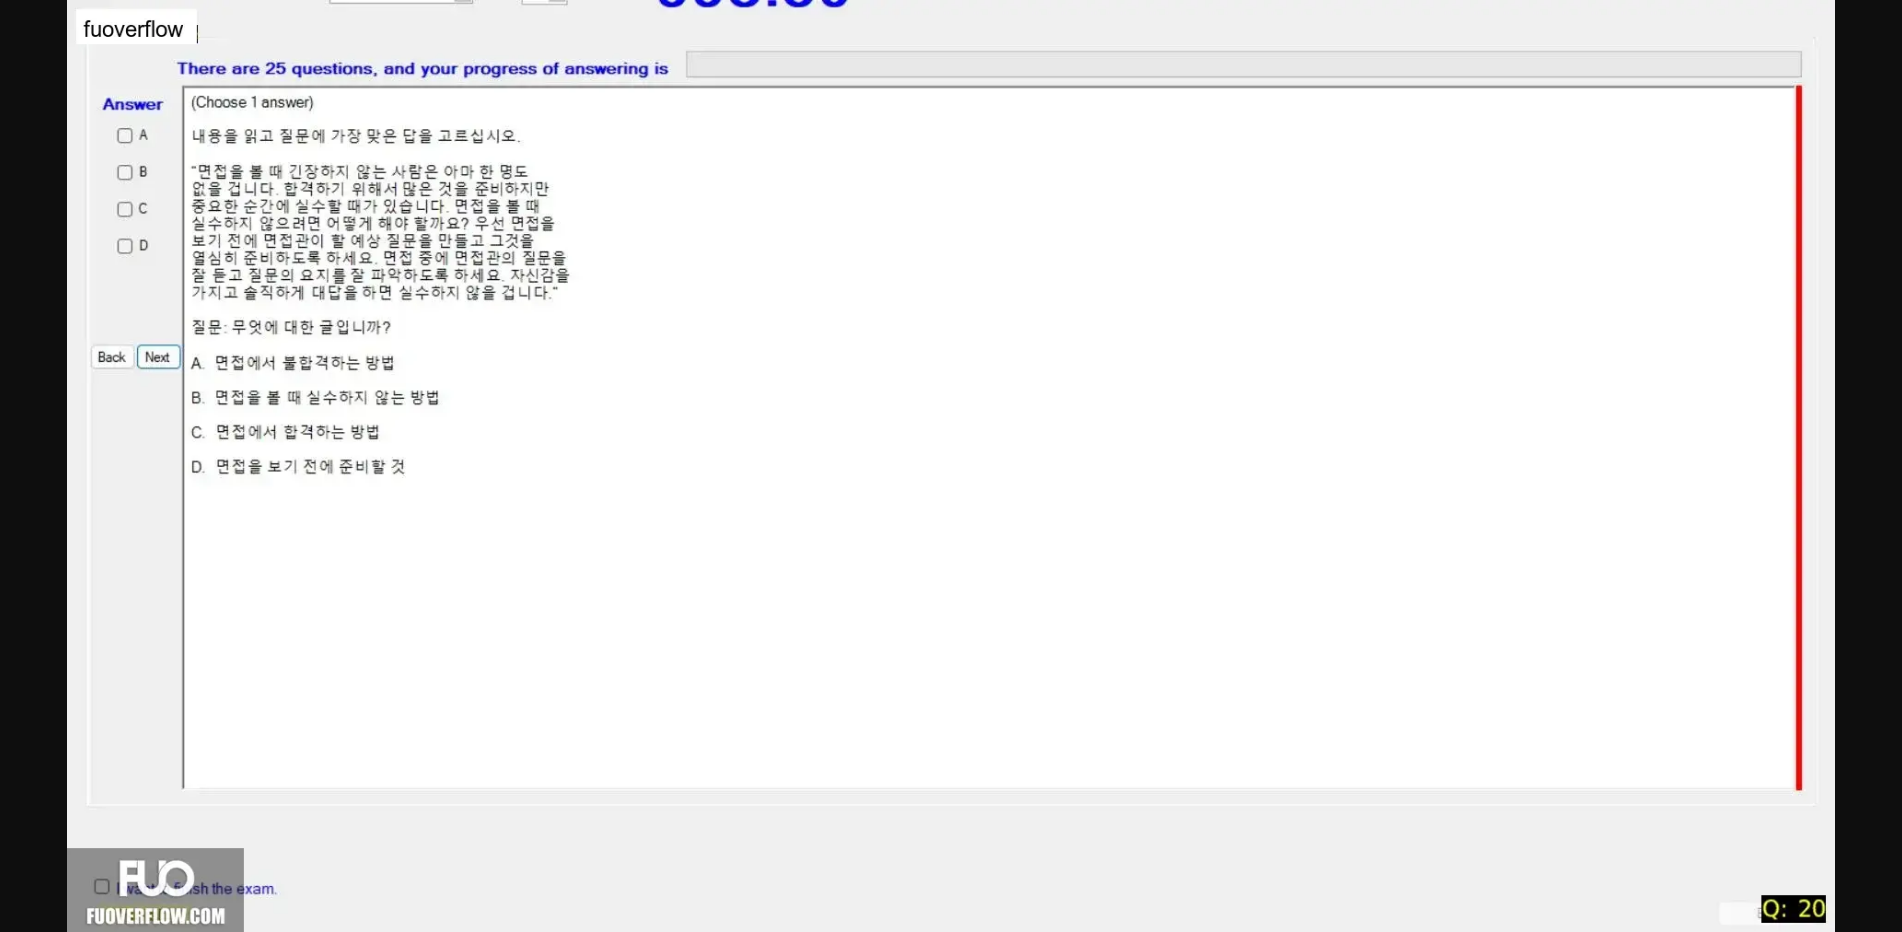 fuoverflow
There are 25 questions, and your progress of answering is
Answer
(Choose 1 answer)
A
B
C
D
내용을 읽고 질문에 가장 맞은 답을 고르십시오.
"면접을 볼 때 긴장하지 않는 사람은 아마 한 명도
없을 겁니다. 합격하기 위해서 많은 것을 준비하지만
중요한 순간에 실수할 때가 있습니다. 면접을 볼 때
실수하지 않으려면 어떻게 해야 할까요? 우선 면접을
보기 전에 면접관이 할 예상 질문을 만들고 그것을
열심히 준비하도록 하세요. 면접 중에 면접관의 질문을
잘 듣고 질문의 요지를 잘 파악하도록 하세요. 자신감을
가지고 솔직하게 대답을 하면 실수하지 않을 겁니다."
질문: 무엇에 대한 글입니까?
Back
Next
A. 면접에서 불합격하는 방법
B. 면접을 볼 때 실수하지 않는 방법
C. 면접에서 합격하는 방법
D. 면접을 보기 전에 준비할 것
FUO
the exam.
FUOVERFLOW.COM
Q: 20